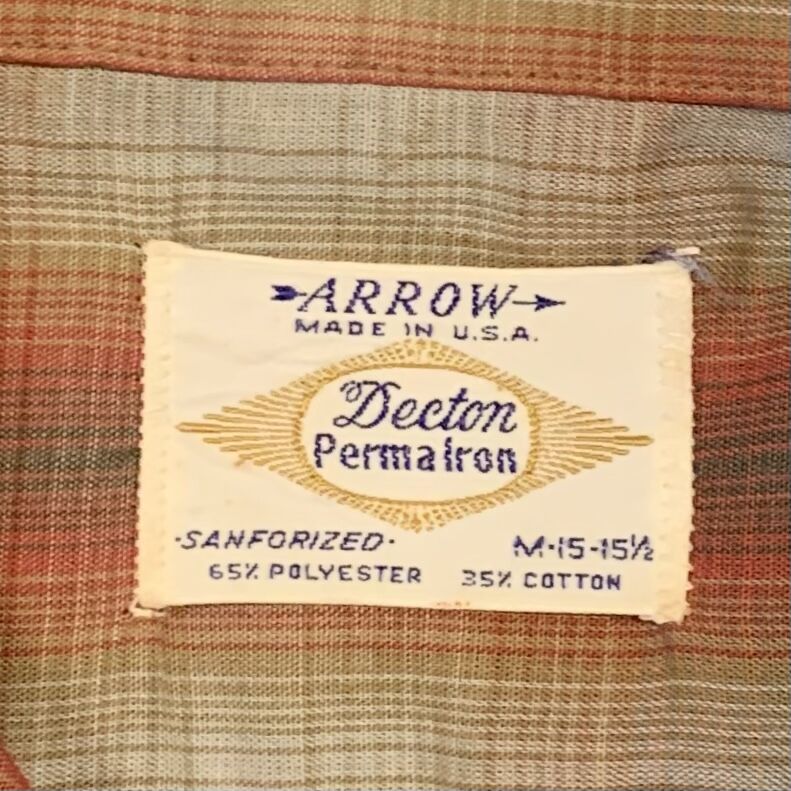 ARROW
MADE IN U.S.A.
Decton
PermaIron
·SANFORIZED· M-15-15½
65% POLYESTER 35% COTTON